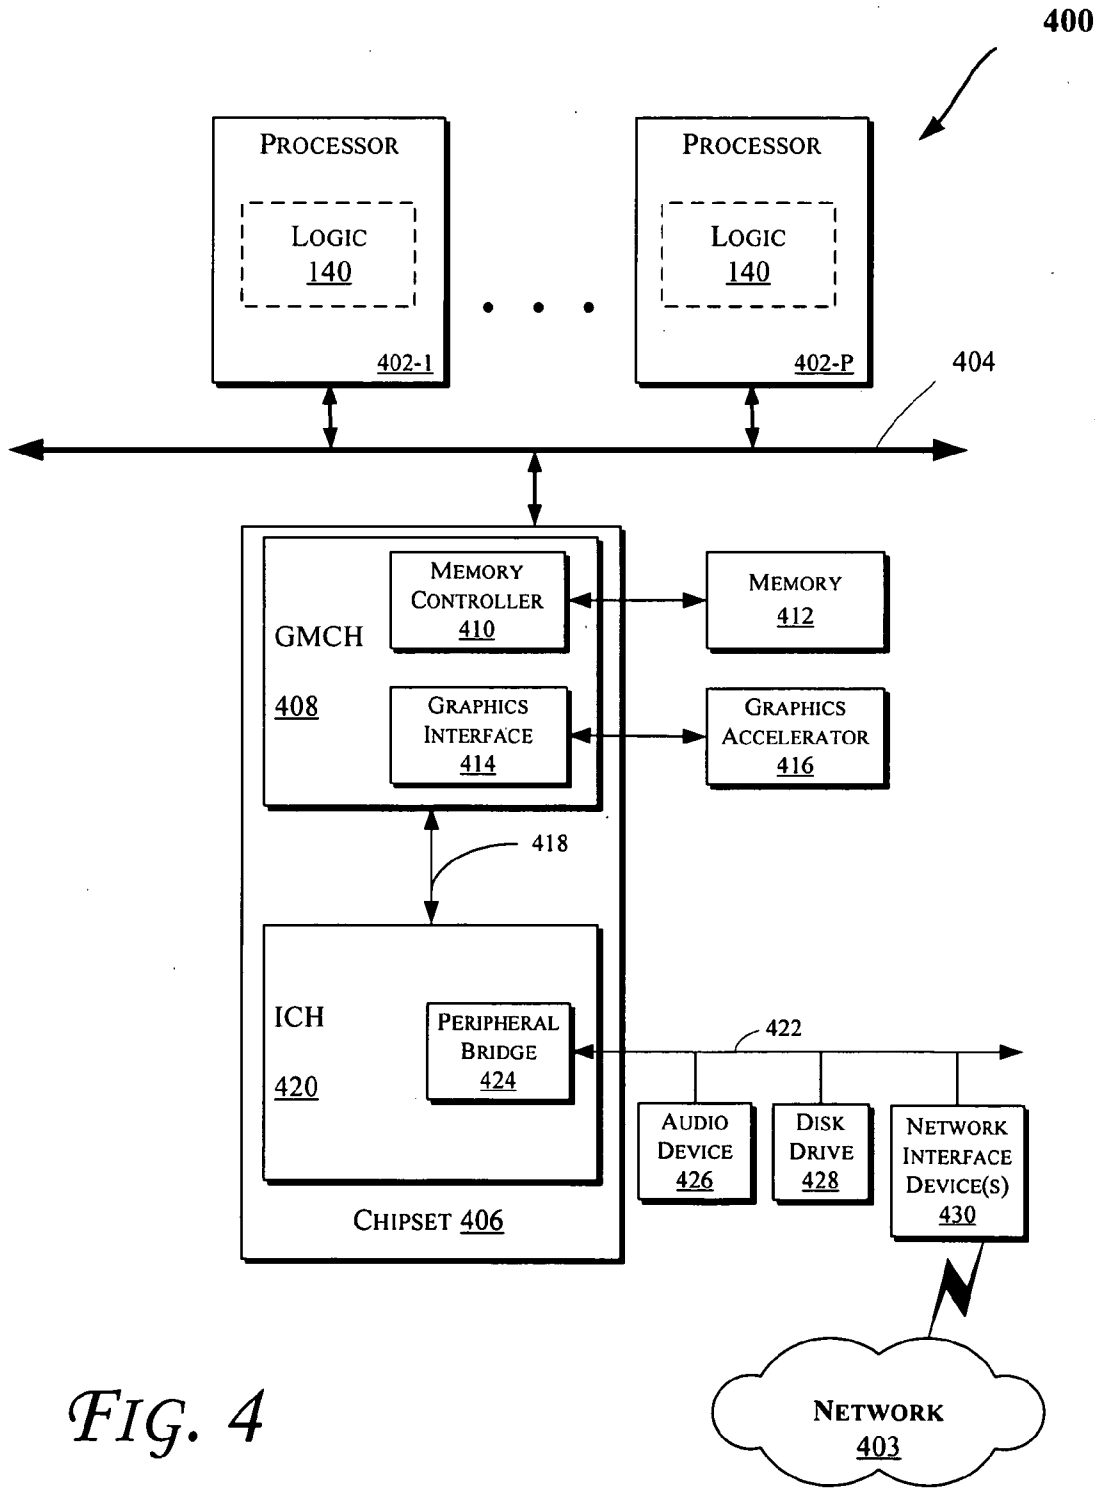 400
PROCESSOR
LOGIC
140
402-1
PROCESSOR
LOGIC
140
402-P
404
GMCH
408
MEMORY
CONTROLLER
410
MEMORY
412
GRAPHICS
INTERFACE
414
GRAPHICS
ACCELERATOR
416
418
ICH
420
PERIPHERAL
BRIDGE
424
422
AUDIO
DEVICE
426
DISK
DRIVE
428
NETWORK
INTERFACE
DEVICE(S)
430
CHIPSET 406
NETWORK
403
FIG. 4